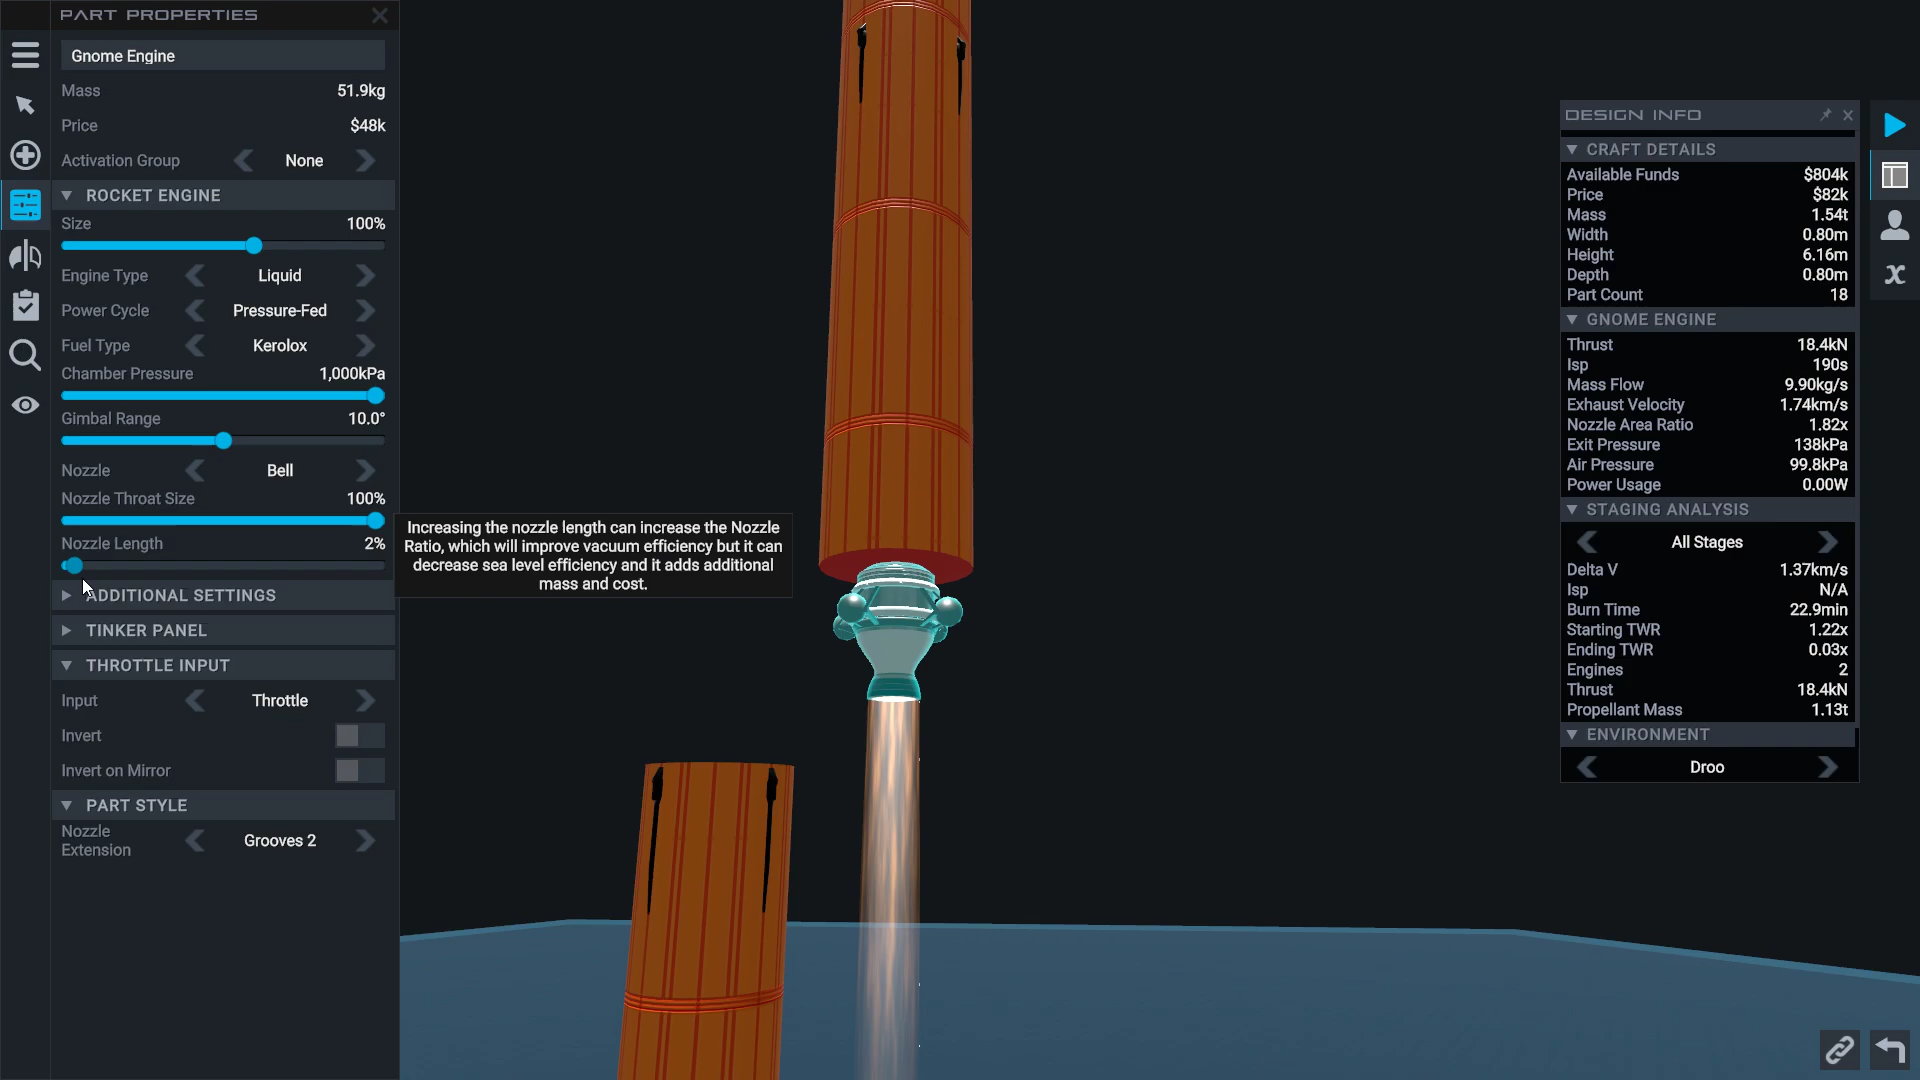 PART PROPERTIES
Gnome Engine
Mass 51.9kg
Price $48k
Activation Group None
ROCKET ENGINE
Size 100%
Engine Type Liquid
Power Cycle Pressure-Fed
Fuel Type Kerolox
Chamber Pressure 1,000kPa
Gimbal Range 10.0°
Nozzle Bell
Nozzle Throat Size 100%
Nozzle Length 2%
ADDITIONAL SETTINGS
TINKER PANEL
THROTTLE INPUT
Input Throttle
Invert
Invert on Mirror
PART STYLE
Nozzle
Extension Grooves 2
Increasing the nozzle length can increase the Nozzle
Ratio, which will improve vacuum efficiency but it can
decrease sea level efficiency and it adds additional
mass and cost.
DESIGN INFO
CRAFT DETAILS
Available Funds $804k
Price $82k
Mass 1.54t
Width 0.80m
Height 6.16m
Depth 0.80m
Part Count 18
GNOME ENGINE
Thrust 18.4kN
Isp 190s
Mass Flow 9.90kg/s
Exhaust Velocity 1.74km/s
Nozzle Area Ratio 1.82x
Exit Pressure 138kPa
Air Pressure 99.8kPa
Power Usage 0.00W
STAGING ANALYSIS
All Stages
Delta V 1.37km/s
Isp N/A
Burn Time 22.9min
Starting TWR 1.22x
Ending TWR 0.03x
Engines 2
Thrust 18.4kN
Propellant Mass 1.13t
ENVIRONMENT
Droo